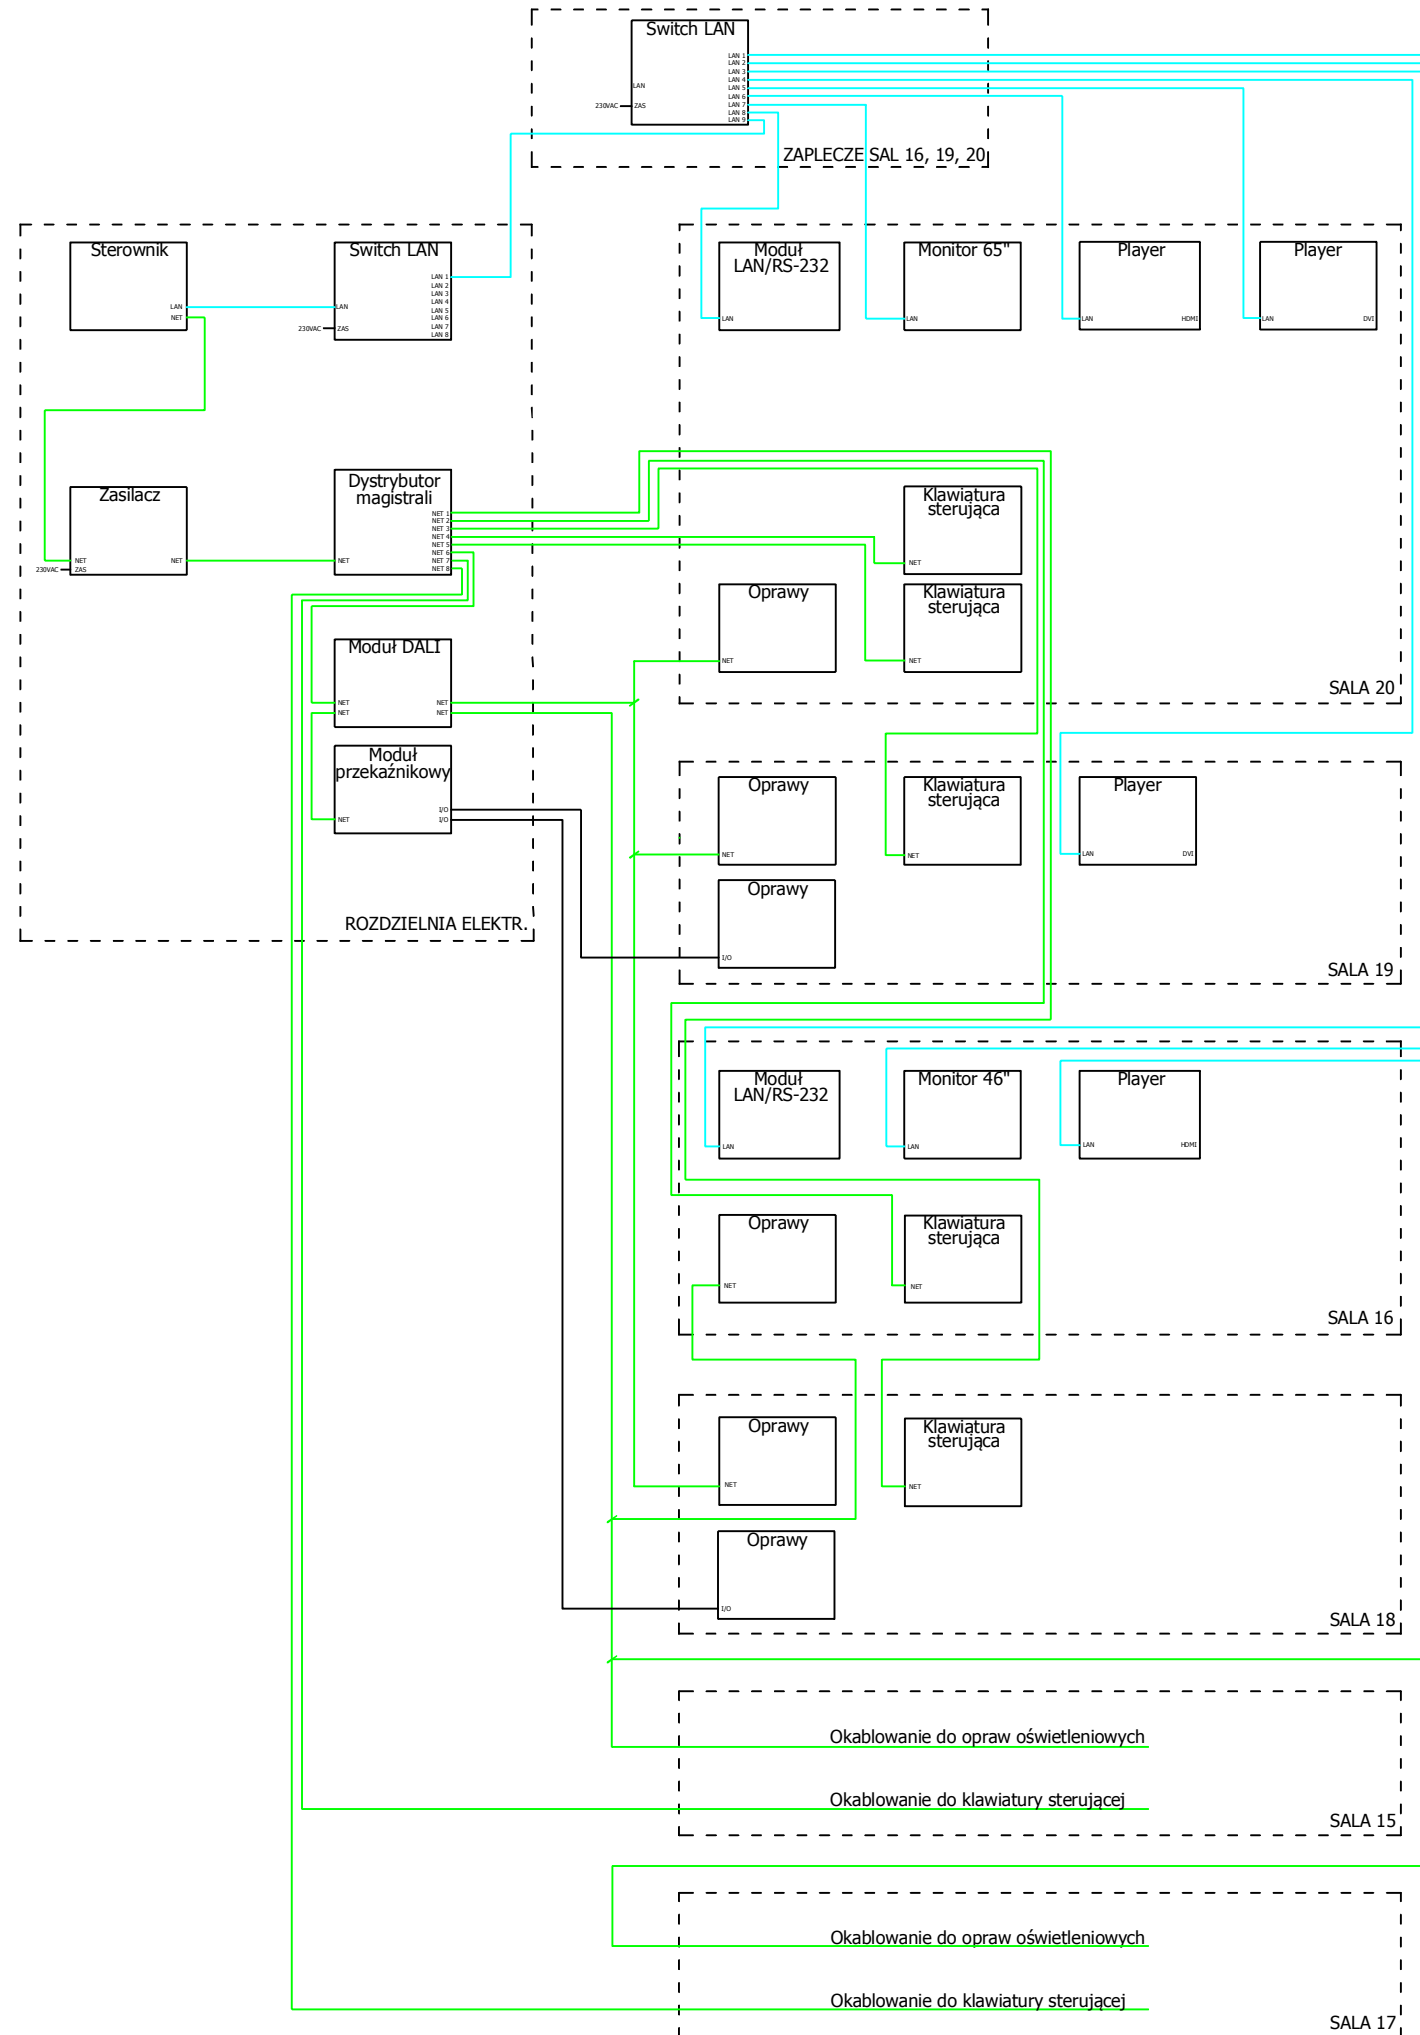 Switch LAN
LAN 1
LAN 2
LAN 3
LAN 4
LAN 5
LAN 6
LAN 7
LAN 8
LAN 9
LAN
230VAC
ZAS
ZAPLECZE SAL 16, 19, 20
Sterownik
LAN
NET
Switch LAN
LAN 1
LAN 2
LAN 3
LAN 4
LAN 5
LAN 6
LAN 7
LAN 8
LAN
230VAC
ZAS
Zasilacz
NET
NET
230VAC
ZAS
Dystrybutor
magistrali
NET 1
NET 2
NET 3
NET 4
NET 5
NET 6
NET 7
NET 8
NET
Moduł DALI
NET
NET
NET
NET
Moduł
przekaźnikowy
I/O
I/O
NET
ROZDZIELNIA ELEKTR.
Moduł
LAN/RS-232
LAN
Monitor 65"
LAN
Player
LAN
HDMI
Player
LAN
DVI
Klawiatura
sterująca
NET
Oprawy
NET
Klawiatura
sterująca
NET
SALA 20
Oprawy
NET
Klawiatura
sterująca
NET
Player
LAN
DVI
Oprawy
I/O
SALA 19
Moduł
LAN/RS-232
LAN
Monitor 46"
LAN
Player
LAN
HDMI
Oprawy
NET
Klawiatura
sterująca
NET
SALA 16
Oprawy
NET
Klawiatura
sterująca
NET
Oprawy
I/O
SALA 18
Okablowanie do opraw oświetleniowych
Okablowanie do klawiatury sterującej
SALA 15
Okablowanie do opraw oświetleniowych
Okablowanie do klawiatury sterującej
SALA 17